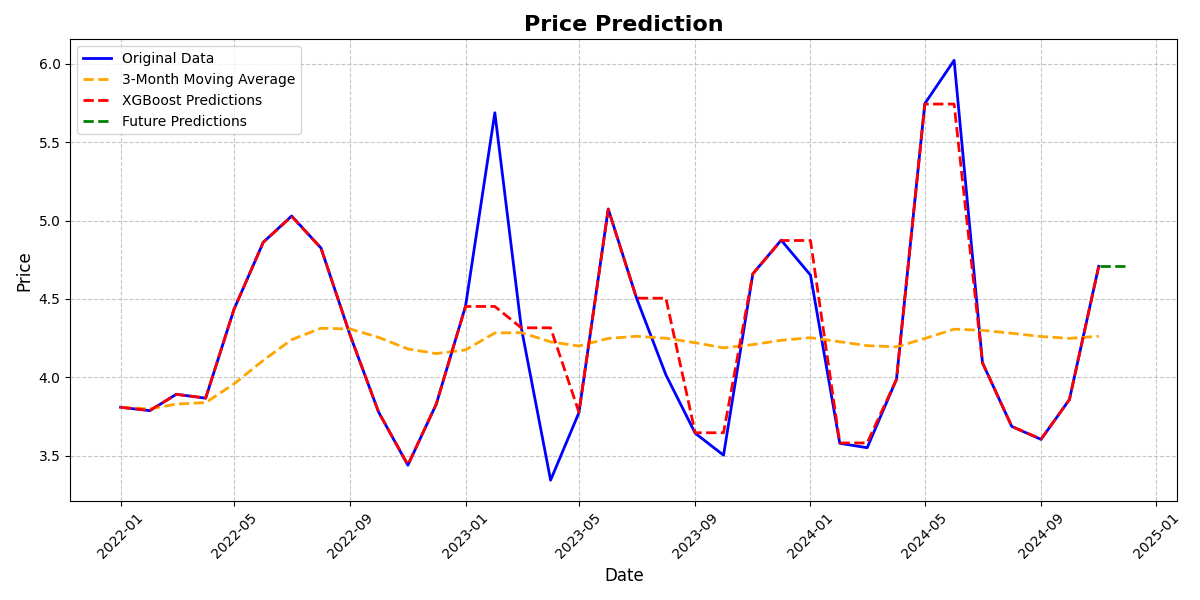 Price Prediction
Original Data
3-Month Moving Average
XGBoost Predictions
Future Predictions
6.0
5.5
5.0
4.5
4.0
3.5
Price
2022-01
2022-05
2022-09
2023-01
2023-05
2023-09
2024-01
2024-05
2024-09
2025-01
Date